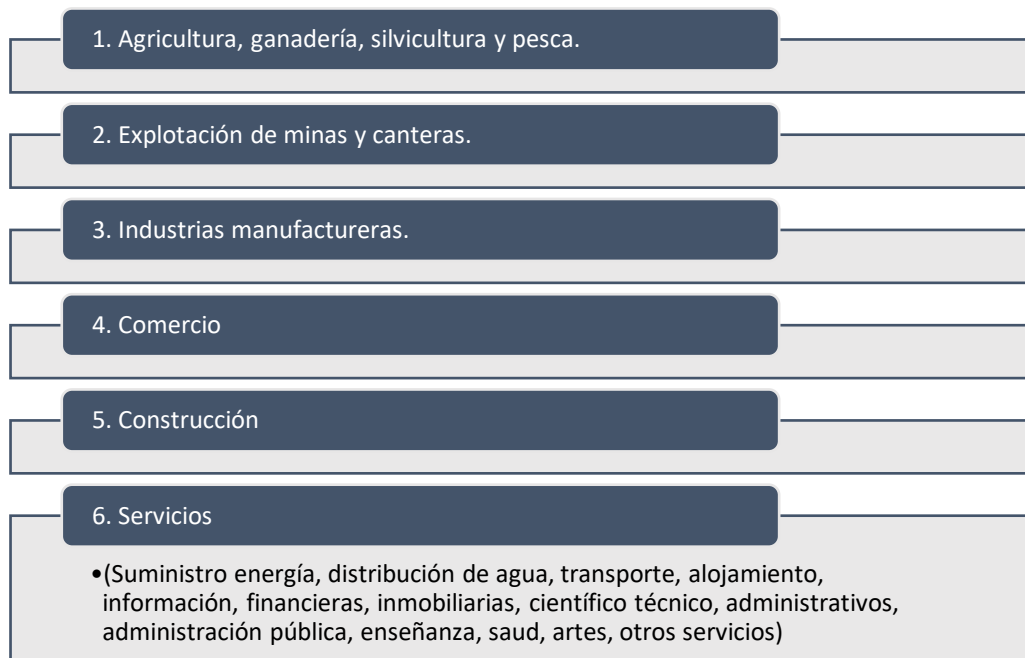 1. Agricultura, ganadería, silvicultura y pesca.
2. Explotación de minas y canteras.
3. Industrias manufactureras.
4. Comercio
5. Construcción
6. Servicios
•(Suministro energía, distribución de agua, transporte, alojamiento,
información, financieras, inmobiliarias, científico técnico, administrativos,
administración pública, enseñanza, saud, artes, otros servicios)